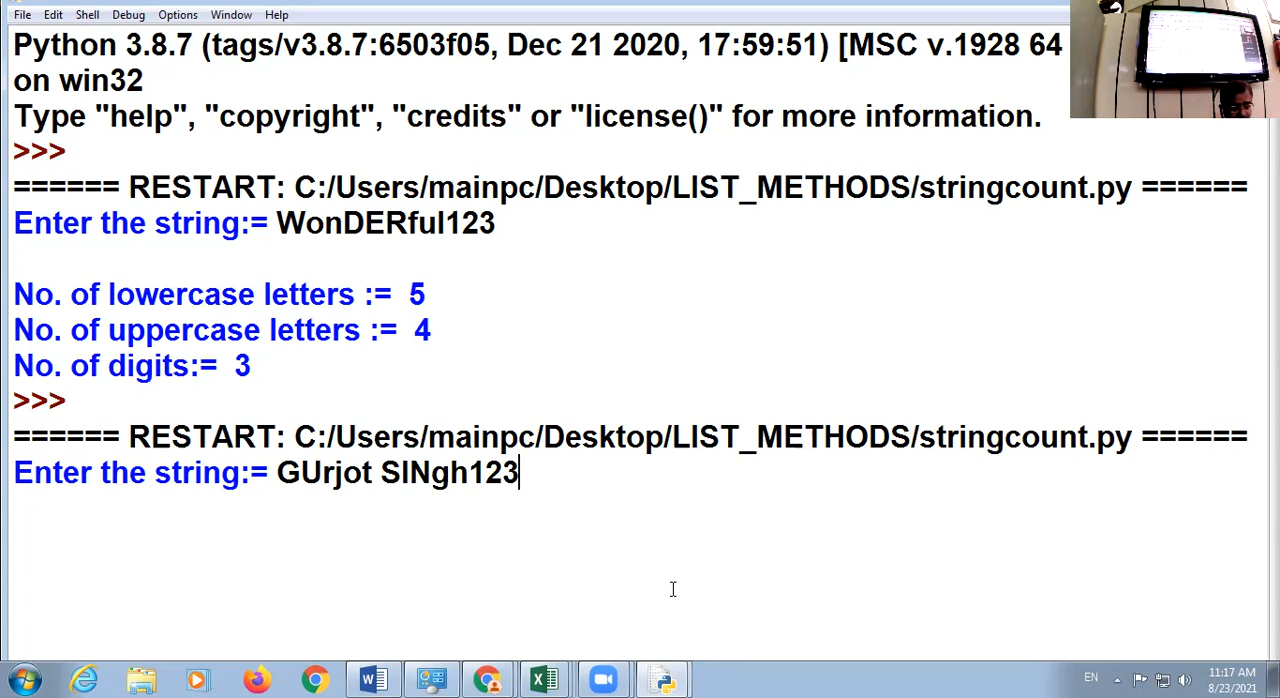 File Edit Shell Debug Options Window Help
Python 3.8.7 (tags/v3.8.7:6503f05, Dec 21 2020, 17:59:51) [MSC v.1928 64
on win32
Type "help", "copyright", "credits" or "license()" for more information.
>>>
====== RESTART: C:/Users/mainpc/Desktop/LIST_METHODS/stringcount.py ======
Enter the string:= WonDERful123
No. of lowercase letters :=  5
No. of uppercase letters :=  4
No. of digits:=  3
>>>
====== RESTART: C:/Users/mainpc/Desktop/LIST_METHODS/stringcount.py ======
Enter the string:= GUrjot SINgh123
EN
11:17 AM
8/23/2021